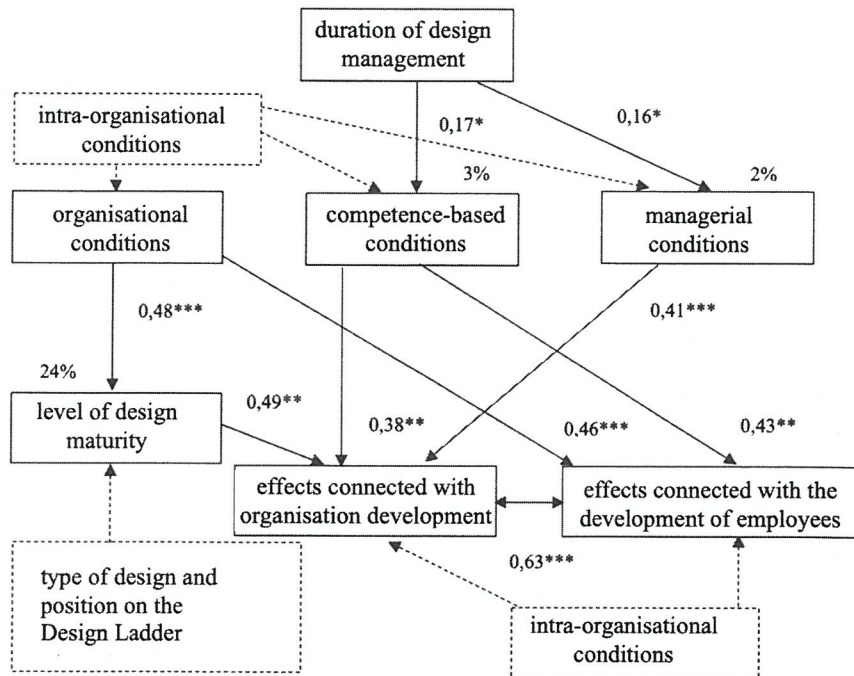 duration of design
management
intra-organisational
conditions
0,17*
0,16*
3%
2%
organisational
conditions
competence-based
conditions
managerial
conditions
0,48***
0,41***
24%
level of design
maturity
0,49**
0,38**
0,46***
0,43**
effects connected with
organisation development
effects connected with the
development of employees
0,63***
type of design and
position on the
Design Ladder
intra-organisational
conditions